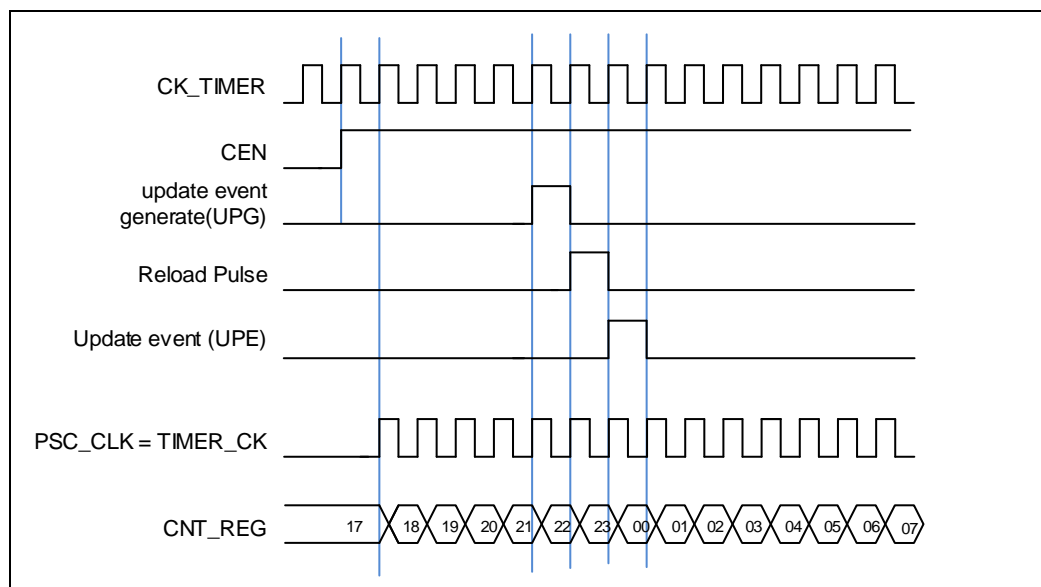 CK_TIMER
CEN
update event
generate(UPG)
Reload Pulse
Update event (UPE)
PSC_CLK = TIMER_CK
CNT_REG 17 18 19 20 21 22 23 00 01 02 03 04 05 06 07